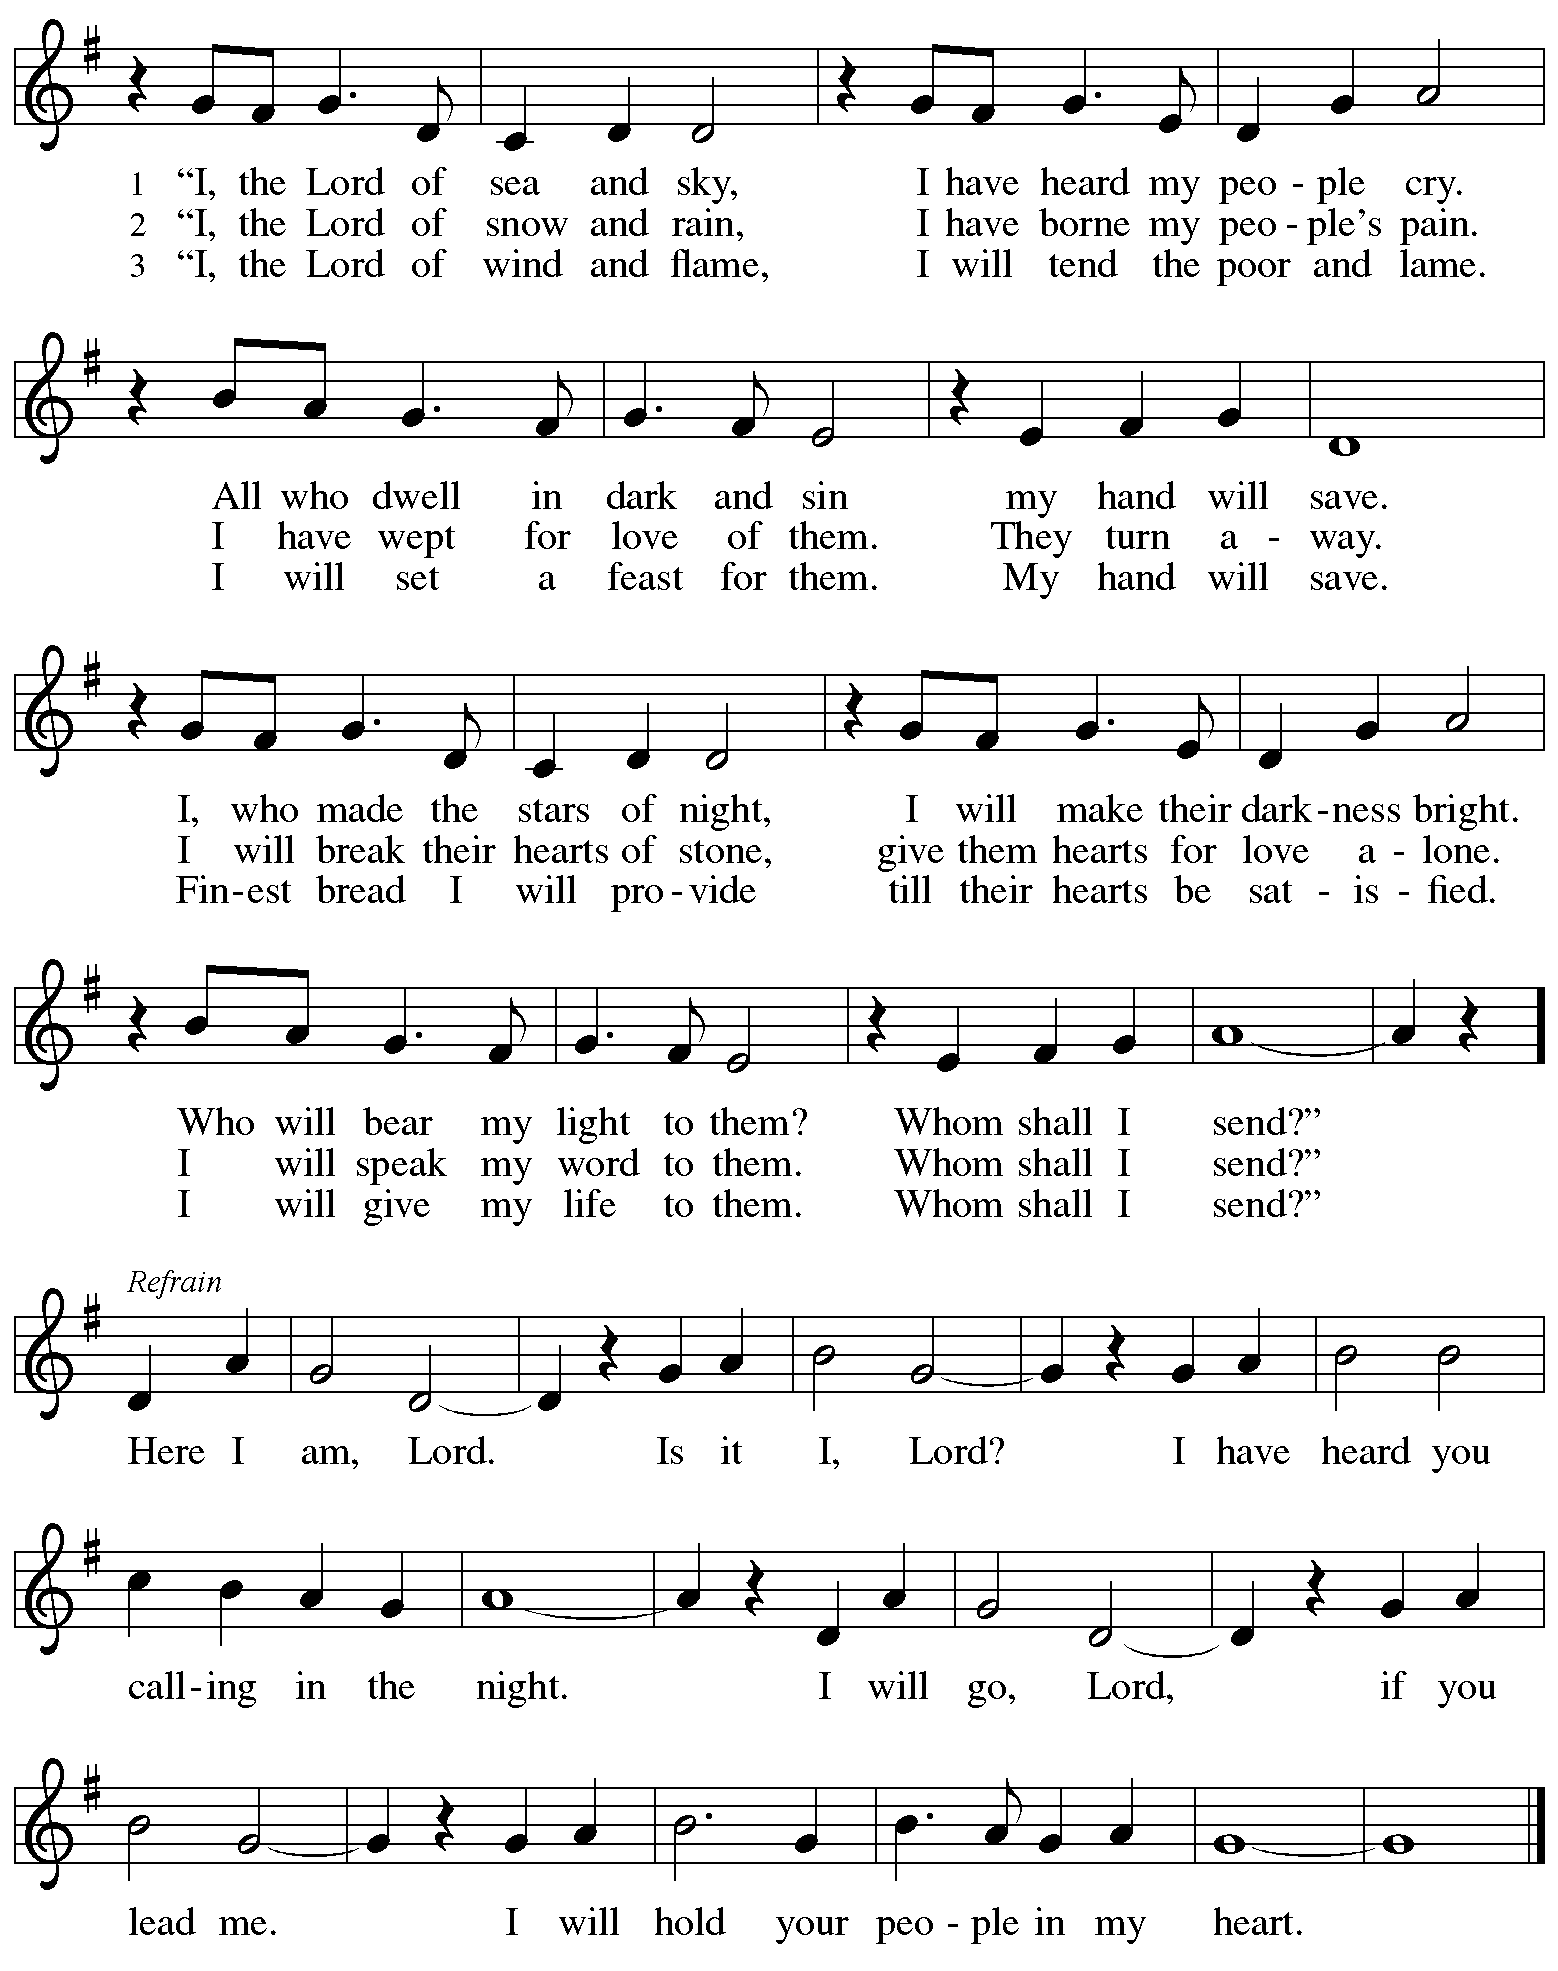 1 “I, the Lord of sea and sky, I have heard my peo - ple cry.
2 “I, the Lord of snow and rain, I have borne my peo - ple’s pain.
3 “I, the Lord of wind and flame, I will tend the poor and lame.
All who dwell in dark and sin my hand will save.
I have wept for love of them. They turn a - way.
I will set a feast for them. My hand will save.
I, who made the stars of night, I will make their dark - ness bright.
I will break their hearts of stone, give them hearts for love a - lone.
Fin - est bread I will pro - vide till their hearts be sat - is - fied.
Who will bear my light to them? Whom shall I send?”
I will speak my word to them. Whom shall I send?”
I will give my life to them. Whom shall I send?”
Refrain
Here I am, Lord. Is it I, Lord? I have heard you
call - ing in the night. I will go, Lord, if you
lead me. I will hold your peo - ple in my heart.